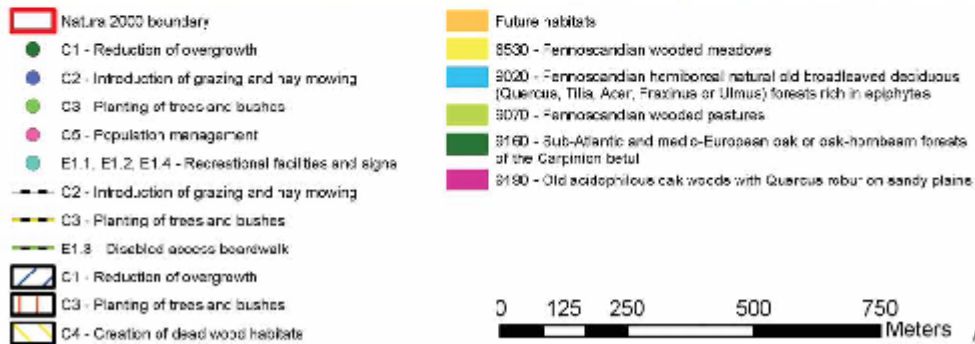 Natura 2000 boundary
C1 - Reduction of overgrowth
C2 - Introduction of grazing and hay mowing
C3 - Planting of trees and bushes
C5 - Population management
E1.1, E1.2, E1.4 - Recreational facilities and signs
C2 - Introduction of grazing and hay mowing
C3 - Planting of trees and bushes
E1.3 - Disabled access boardwalk
C1 - Reduction of overgrowth
C3 - Planting of trees and bushes
C4 - Creation of dead wood habitats
Future habitats
6530 - Fennoscandian wooded meadows
9020 - Fennoscandian hemiboreal natural old broadleaved deciduous
(Quercus, Tilia, Acer, Fraxinus or Ulmus) forests rich in epiphytes
9070 - Fennoscandian wooded pastures
9160 - Sub-Atlantic and medio-European oak or oak-hornbeam forests
of the Carpinion betuli
9190 - Old acidophilous oak woods with Quercus robur on sandy plains
0 125 250 500 750
Meters